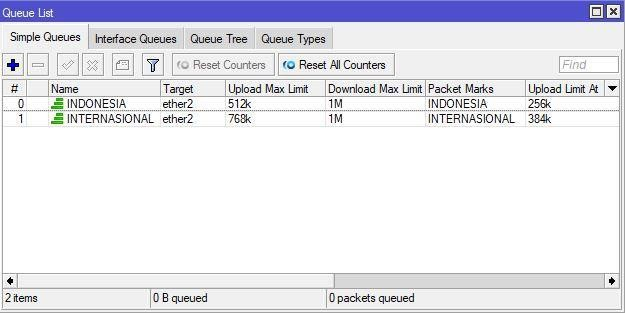 Queue List
Simple Queues Interface Queues Queue Tree Queue Types
Reset Counters Reset All Counters Find
# Name Target Upload Max Limit Download Max Limit Packet Marks Upload Limit At
0 INDONESIA ether2 512k 1M INDONESIA 256k
1 INTERNASIONAL ether2 768k 1M INTERNASIONAL 384k
2 items 0 B queued 0 packets queued